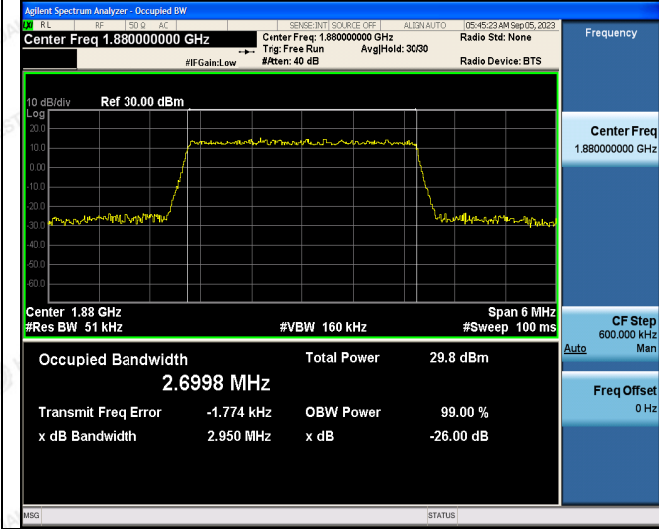 Agilent Spectrum Analyzer - Occupied BW
LXI RL RF 50 Ω AC SENSE:INT SOURCE OFF ALIGN AUTO 05:45:23 AM Sep 05, 2023
Center Freq 1.880000000 GHz Center Freq: 1.880000000 GHz Radio Std: None
Trig: Free Run Avg|Hold: 30/30
#IFGain:Low #Atten: 40 dB Radio Device: BTS
10 dB/div Ref 30.00 dBm
Log
20.0
10.0
0.00
-10.0
-20.0
-30.0
-40.0
-50.0
-60.0
Center 1.88 GHz Span 6 MHz
#Res BW 51 kHz #VBW 160 kHz #Sweep 100 ms
Occupied Bandwidth Total Power 29.8 dBm
2.6998 MHz
Transmit Freq Error -1.774 kHz OBW Power 99.00 %
x dB Bandwidth 2.950 MHz x dB -26.00 dB
MSG STATUS
Frequency
Center Freq
1.880000000 GHz
CF Step
600.000 kHz
Auto Man
Freq Offset
0 Hz